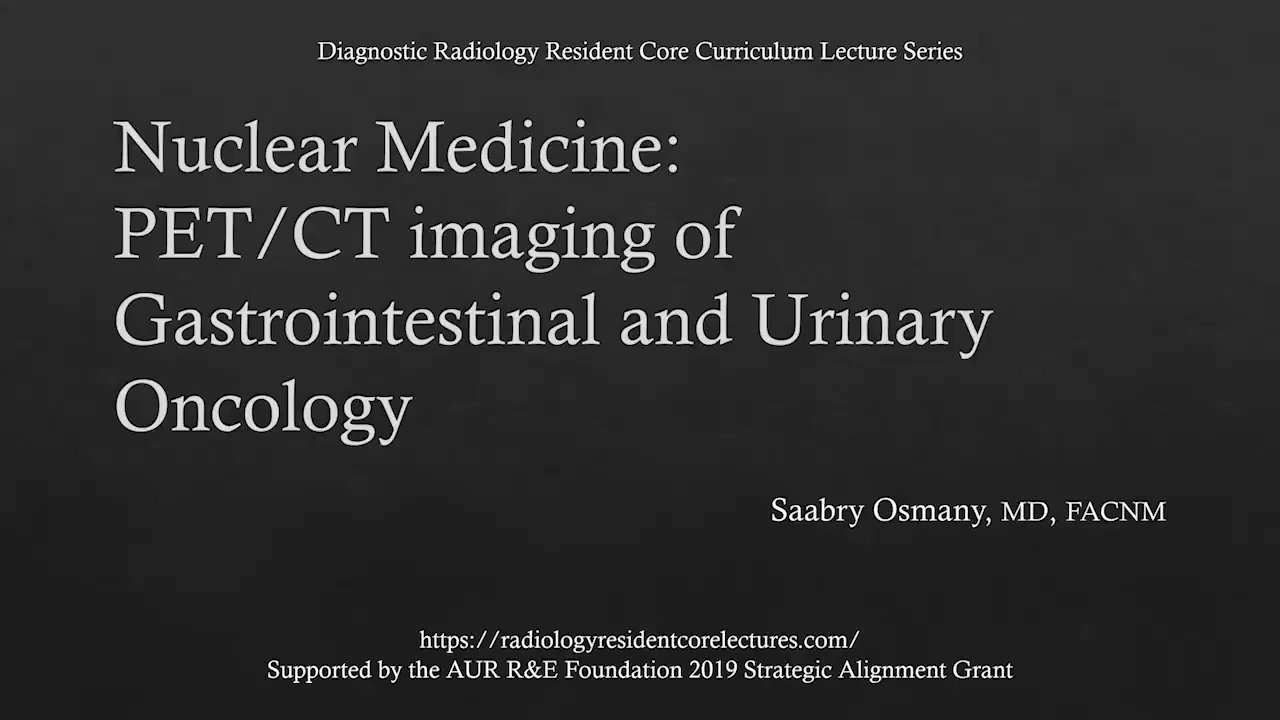 Diagnostic Radiology Resident Core Curriculum Lecture Series
Nuclear Medicine:
PET/CT imaging of
Gastrointestinal and Urinary
Oncology
Saabry Osmany, MD, FACNM
https://radiologyresidentcorelectures.com/
Supported by the AUR R&E Foundation 2019 Strategic Alignment Grant